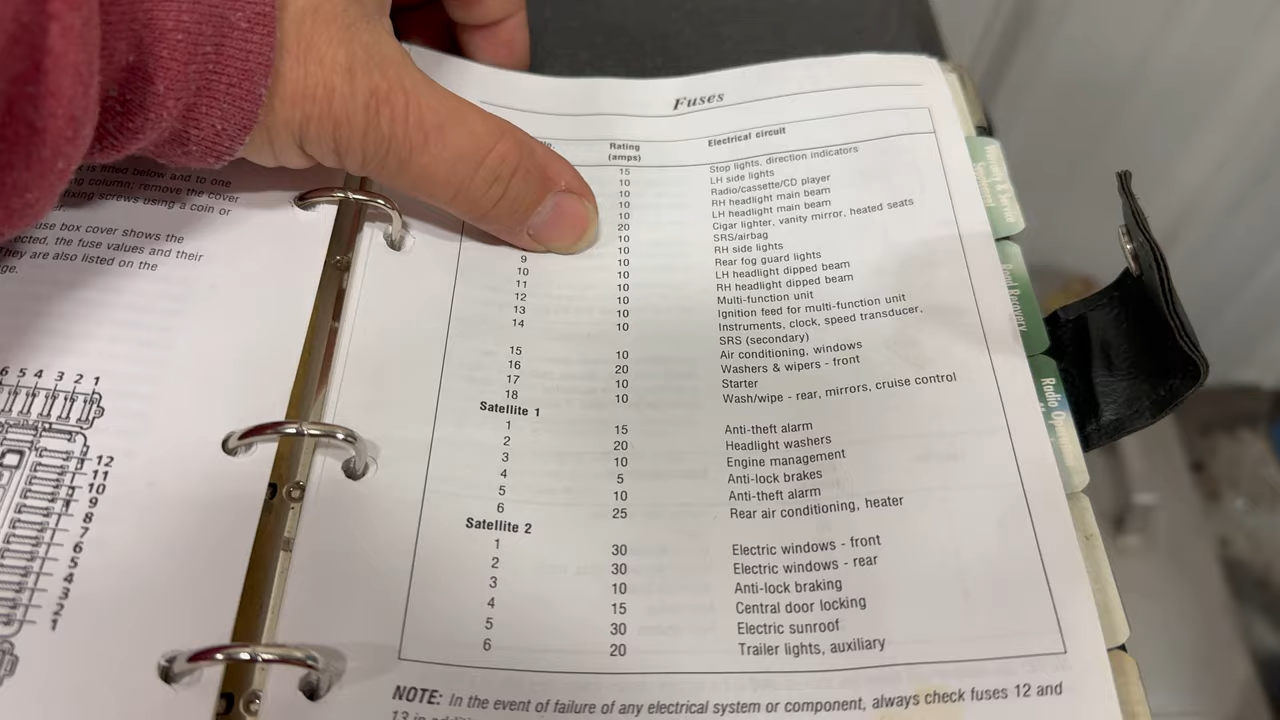 is fitted below and to one
column; remove the cover
fixing screws using a coin or
box cover shows the
the fuse values and their
They are also listed on the
6 5 4 3 2 1
12
11
10
9
8
7
6
5
4
3
2
1
Fuses
Rating (amps) Electrical circuit
15 Stop lights, direction indicators
10 LH side lights
10 Radio/cassette/CD player
10 RH headlight main beam
10 LH headlight main beam
20 Cigar lighter, vanity mirror, heated seats
10 SRS/airbag
10 RH side lights
9 10 Rear fog guard lights
10 10 LH headlight dipped beam
11 10 RH headlight dipped beam
12 10 Multi-function unit
13 10 Ignition feed for multi-function unit
14 10 Instruments, clock, speed transducer,
SRS (secondary)
15 10 Air conditioning, windows
16 20 Washers & wipers - front
17 10 Starter
18 10 Wash/wipe - rear, mirrors, cruise control
Satellite 1
1 15 Anti-theft alarm
2 20 Headlight washers
3 10 Engine management
4 5 Anti-lock brakes
5 10 Anti-theft alarm
6 25 Rear air conditioning, heater
Satellite 2
1 30 Electric windows - front
2 30 Electric windows - rear
3 10 Anti-lock braking
4 15 Central door locking
5 30 Electric sunroof
6 20 Trailer lights, auxiliary
NOTE: In the event of failure of any electrical system or component, always check fuses 12 and
13 in
Warranty & Service
Road Recovery
Radio